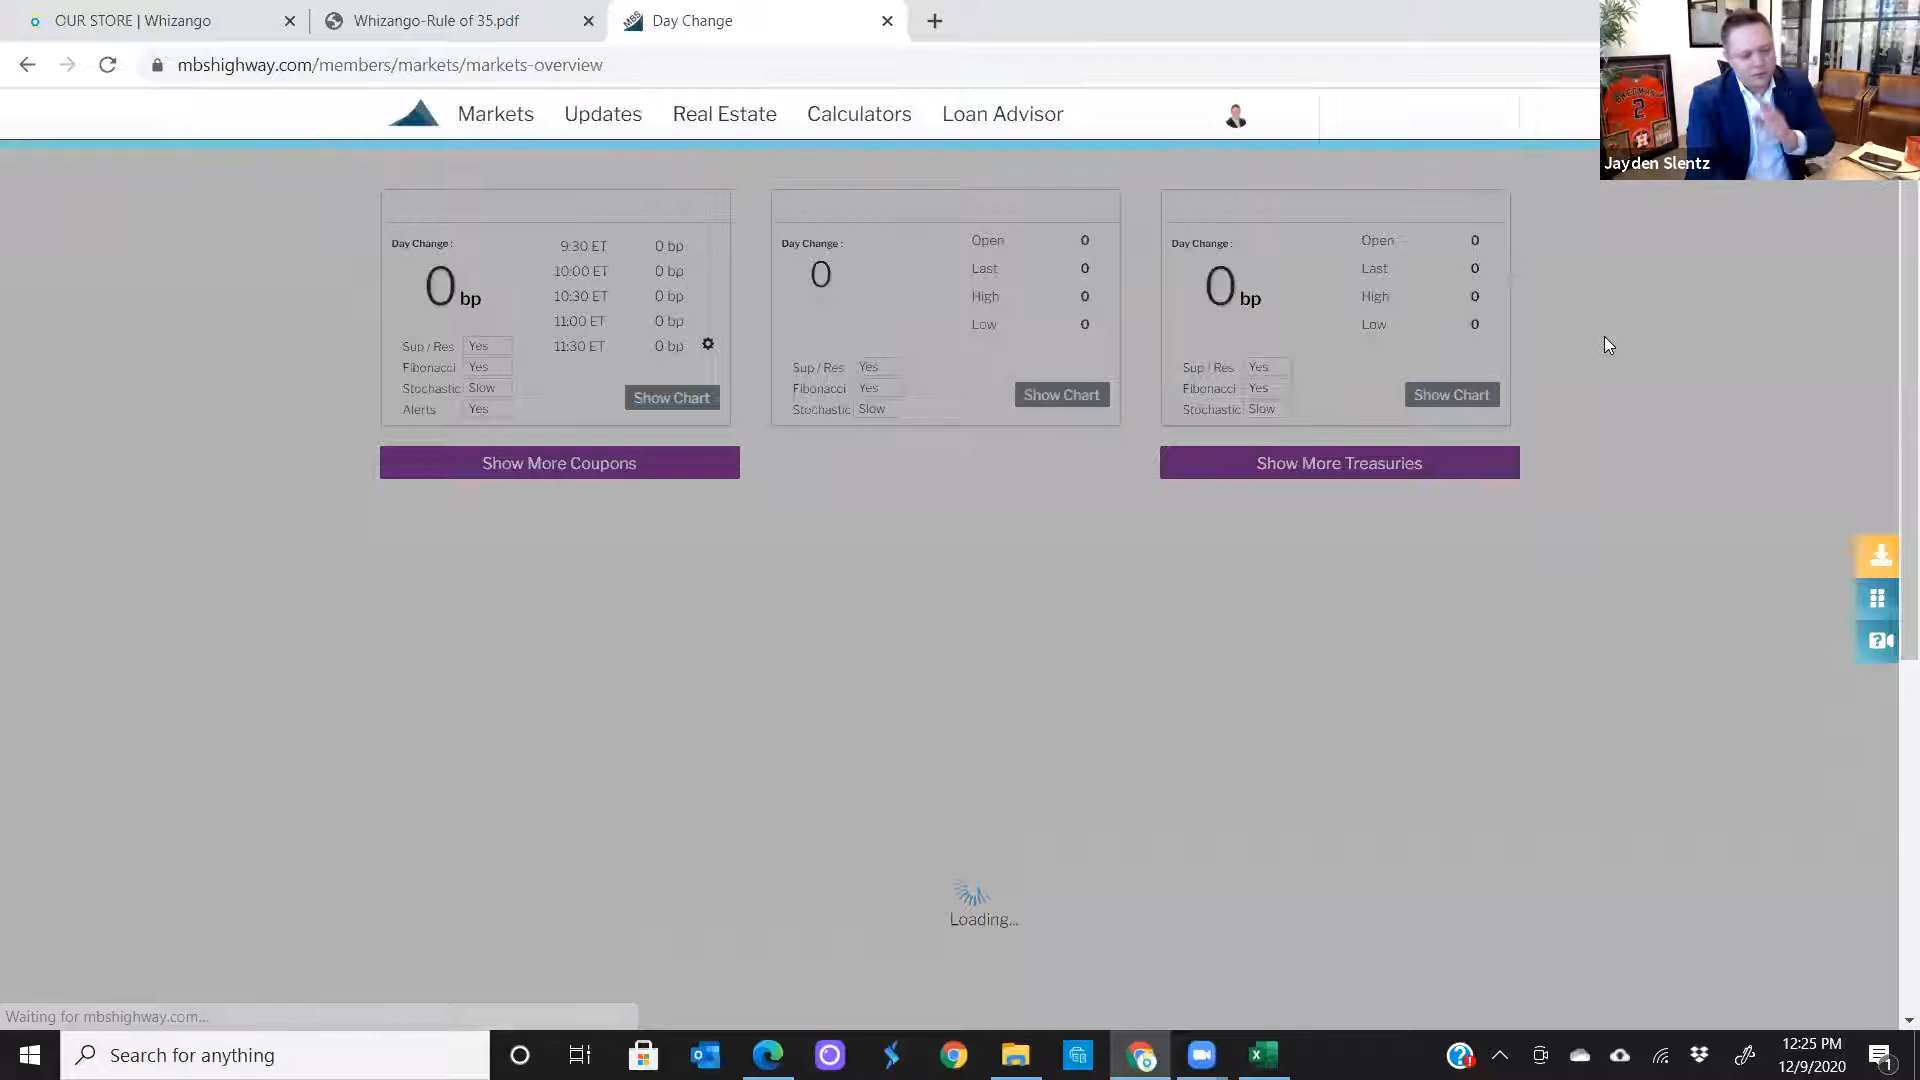 OUR STORE | Whizango
Whizango-Rule of 35.pdf
MBS
Day Change
mbshighway.com/members/markets/markets-overview
Markets
Updates
Real Estate
Calculators
Loan Advisor
BREGMAN
2
Jayden Slentz
Day Change :
0 bp
9:30 ET 0 bp
10:00 ET 0 bp
10:30 ET 0 bp
11:00 ET 0 bp
11:30 ET 0 bp
Sup / Res Yes
Fibonacci Yes
Stochastic Slow
Alerts Yes
Show Chart
Day Change :
0
Open 0
Last 0
High 0
Low 0
Sup / Res Yes
Fibonacci Yes
Stochastic Slow
Show Chart
Day Change :
0 bp
Open 0
Last 0
High 0
Low 0
Sup / Res Yes
Fibonacci Yes
Stochastic Slow
Show Chart
Show More Coupons
Show More Treasuries
Loading...
Waiting for mbshighway.com...
Search for anything
12:25 PM
12/9/2020
1